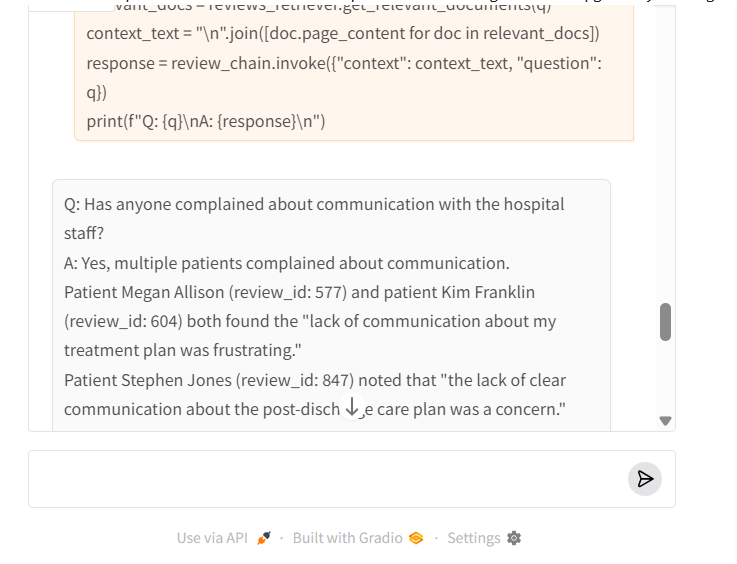 = reviews_retriever.get_relevant_documents(q)
context_text = "\n".join([doc.page_content for doc in relevant_docs])
response = review_chain.invoke({"context": context_text, "question":
q})
print(f"Q: {q}\nA: {response}\n")
Q: Has anyone complained about communication with the hospital
staff?
A: Yes, multiple patients complained about communication.
Patient Megan Allison (review_id: 577) and patient Kim Franklin
(review_id: 604) both found the "lack of communication about my
treatment plan was frustrating."
Patient Stephen Jones (review_id: 847) noted that "the lack of clear
communication about the care plan was a concern."
Use via API · Built with Gradio · Settings